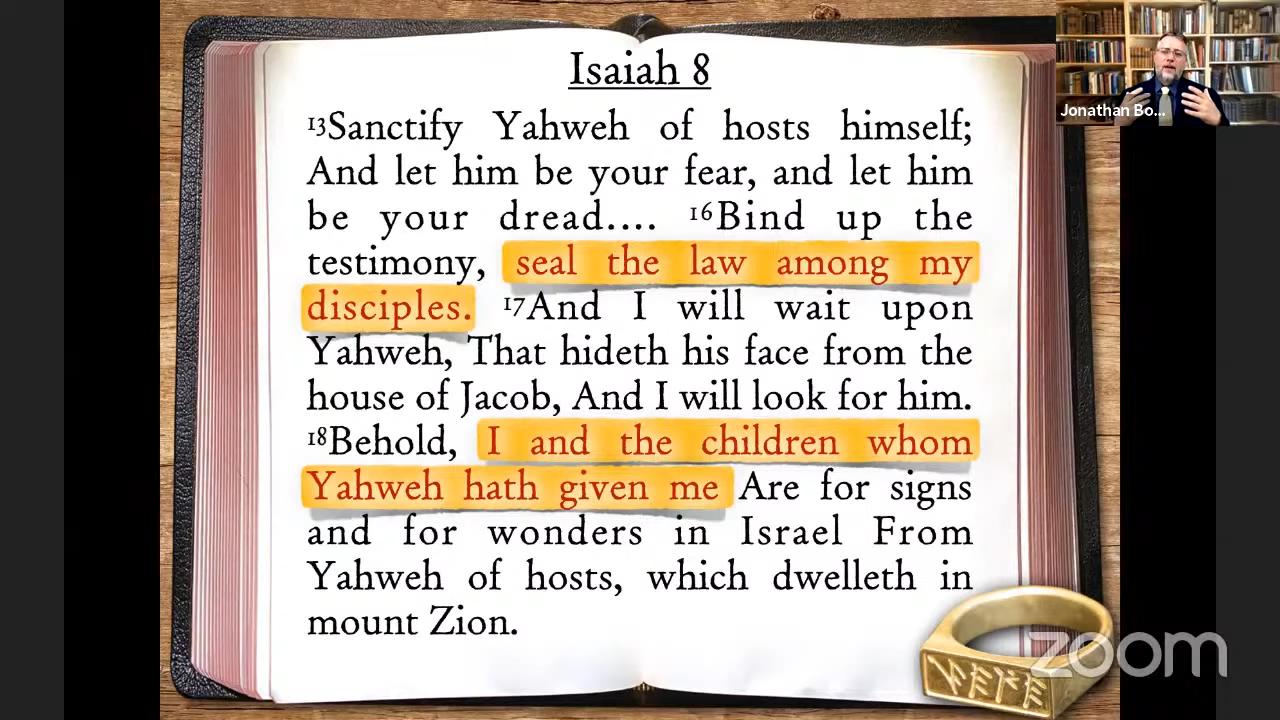 Isaiah 8
¹³Sanctify Yahweh of hosts himself;
And let him be your fear, and let him
be your dread.... ¹⁶Bind up the
testimony, seal the law among my
disciples. ¹⁷And I will wait upon
Yahweh, That hideth his face from the
house of Jacob, And I will look for him.
¹⁸Behold, I and the children whom
Yahweh hath given me Are for signs
and for wonders in Israel From
Yahweh of hosts, which dwelleth in
mount Zion.
Jonathan Bo...
zoom